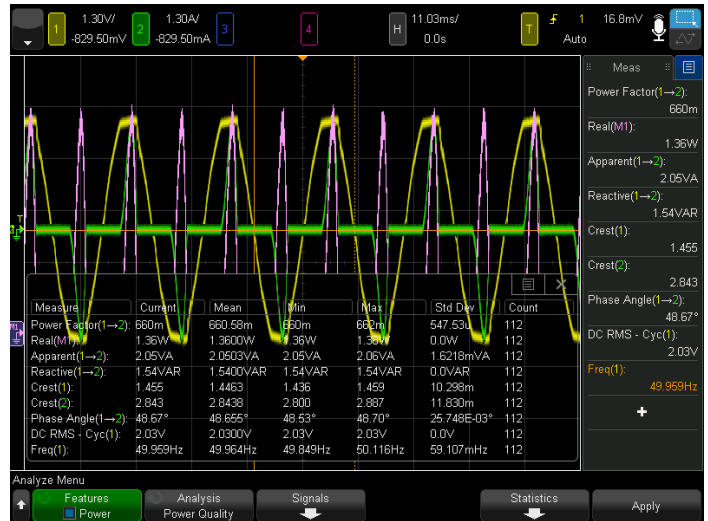 1 1.30V/ -829.50mV 2 1.30A/ -829.50mA 3 4 H 11.03ms/ 0.0s T 1 16.8mV Auto
Meas
Power Factor(1→2):
660m
Real(M1):
1.36W
Apparent(1→2):
2.05VA
Reactive(1→2):
1.54VAR
Crest(1):
1.455
Crest(2):
2.843
Phase Angle(1→2):
48.67°
DC RMS - Cyc(1):
2.03V
Freq(1):
49.959Hz
+
T
M1
Measure Current Mean Min Max Std Dev Count
Power Factor(1→2): 660m 660.58m 660m 662m 547.53u 112
Real(M1): 1.36W 1.3600W 1.36W 1.36W 0.0W 112
Apparent(1→2): 2.05VA 2.0503VA 2.05VA 2.06VA 1.6218mVA 112
Reactive(1→2): 1.54VAR 1.5400VAR 1.54VAR 1.54VAR 0.0VAR 112
Crest(1): 1.455 1.4463 1.436 1.459 10.298m 112
Crest(2): 2.843 2.8438 2.800 2.887 11.830m 112
Phase Angle(1→2): 48.67° 48.655° 48.53° 48.70° 25.748E-03° 112
DC RMS - Cyc(1): 2.03V 2.0300V 2.03V 2.03V 0.0V 112
Freq(1): 49.959Hz 49.964Hz 49.849Hz 50.116Hz 59.107mHz 112
Analyze Menu
Features
Power
Analysis
Power Quality
Signals
Statistics
Apply